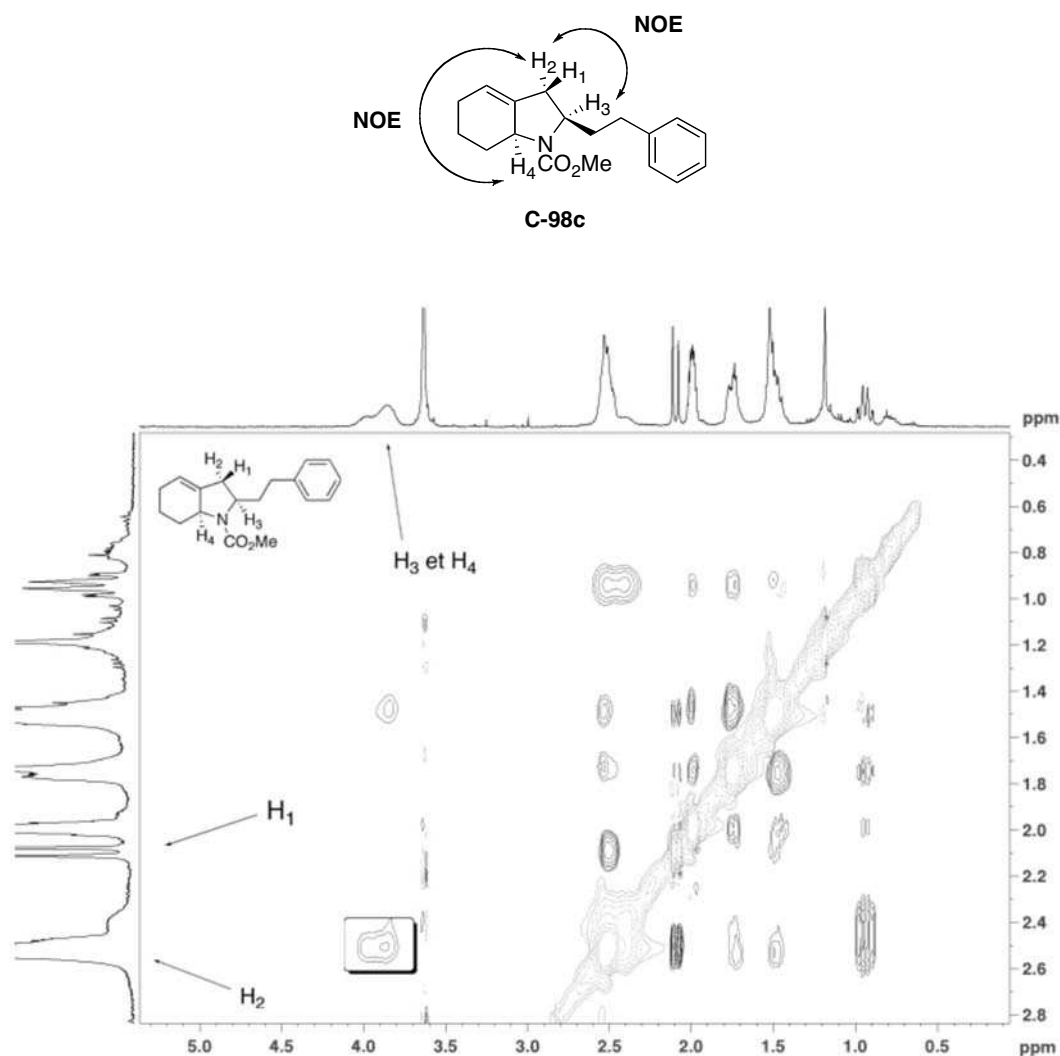 NOE
H2
H1
NOE
H3
N
H4
CO2Me
C-98c
ppm
H2
H1
N
H3
H4
CO2Me
H3 et H4
H1
H2
0.4
0.6
0.8
1.0
1.2
1.4
1.6
1.8
2.0
2.2
2.4
2.6
2.8
5.0 4.5 4.0 3.5 3.0 2.5 2.0 1.5 1.0 0.5 ppm